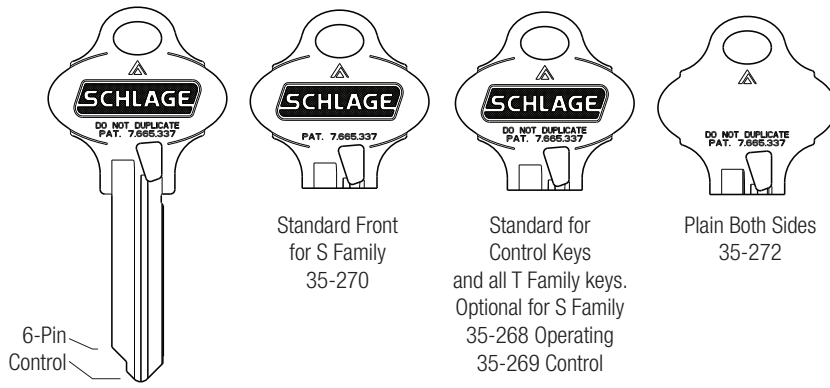 SCHLAGE
DO NOT DUPLICATE
PAT. 7.665.337
6-Pin
Control
SCHLAGE
PAT. 7.665.337
Standard Front
for S Family
35-270
SCHLAGE
DO NOT DUPLICATE
PAT. 7.665.337
Standard for
Control Keys
and all T Family keys.
Optional for S Family
35-268 Operating
35-269 Control
DO NOT DUPLICATE
PAT. 7.665.337
Plain Both Sides
35-272